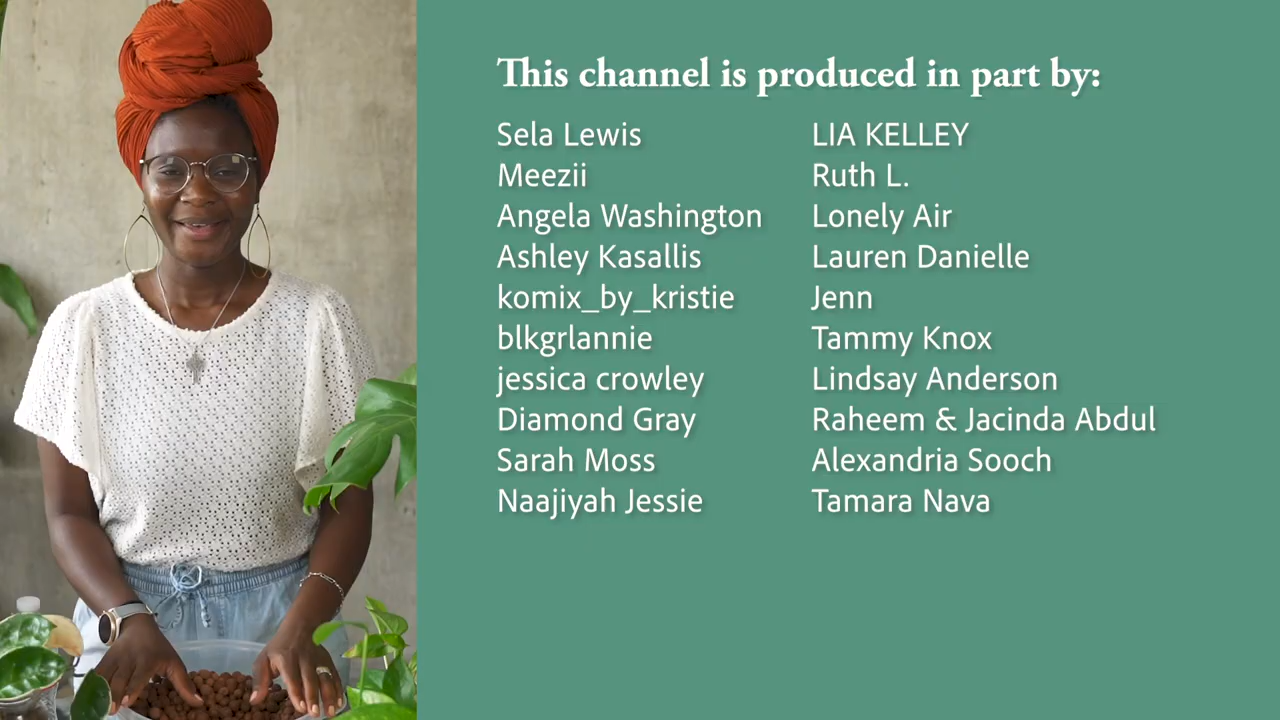 This channel is produced in part by:
Sela Lewis
Meezii
Angela Washington
Ashley Kasallis
komix_by_kristie
blkgrlannie
jessica crowley
Diamond Gray
Sarah Moss
Naajiyah Jessie
LIA KELLEY
Ruth L.
Lonely Air
Lauren Danielle
Jenn
Tammy Knox
Lindsay Anderson
Raheem & Jacinda Abdul
Alexandria Sooch
Tamara Nava